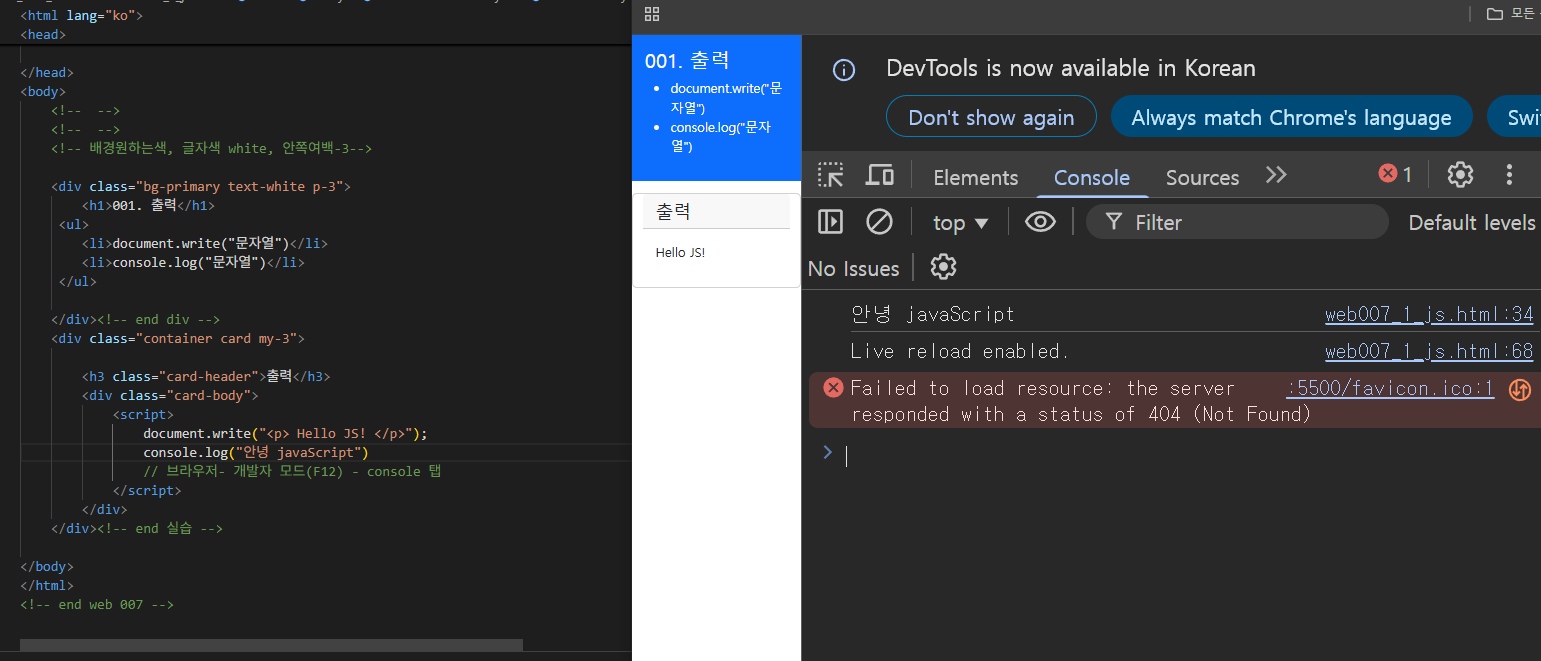 <html lang="ko">
<head>
</head>
<body>
<!--  -->
<!--  -->
<!-- 배경원하는색, 글자색 white, 안쪽여백-3-->
<div class="bg-primary text-white p-3">
<h1>001. 출력</h1>
<ul>
<li>document.write("문자열")</li>
<li>console.log("문자열")</li>
</ul>
</div><!-- end div -->
<div class="container card my-3">
<h3 class="card-header">출력</h3>
<div class="card-body">
<script>
document.write("<p> Hello JS! </p>");
console.log("안녕 javaScript")
// 브라우저- 개발자 모드(F12) - console 탭
</script>
</div>
</div><!-- end 실습 -->
</body>
</html>
<!-- end web 007 -->
모든
001. 출력
document.write("문
자열")
console.log("문자
열")
출력
Hello JS!
DevTools is now available in Korean
Don't show again Always match Chrome's language Swi
Elements Console Sources 1
top Filter Default levels
No Issues
안녕 javaScript web007_1_js.html:34
Live reload enabled. web007_1_js.html:68
Failed to load resource: the server :5500/favicon.ico:1
responded with a status of 404 (Not Found)